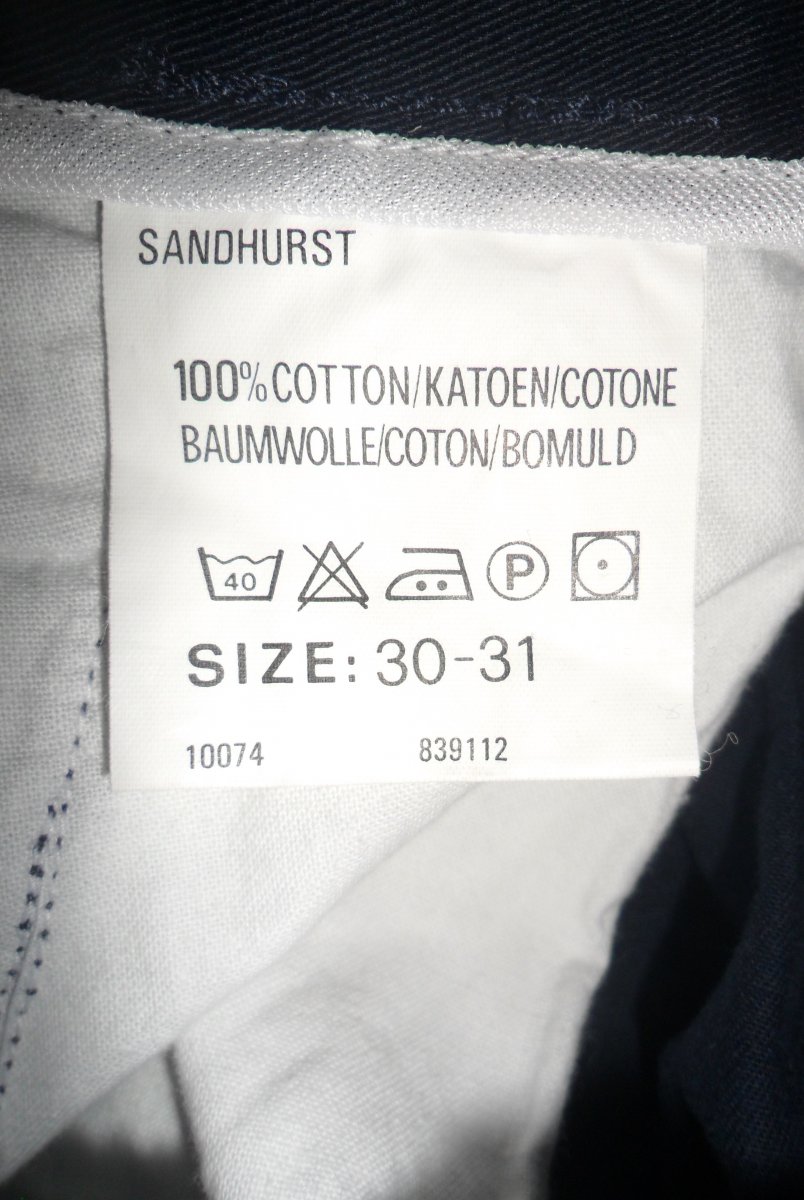 SANDHURST
100% COTTON/KATOEN/COTONE
BAUMWOLLE/COTON/BOMULD
40 P
SIZE: 30-31
10074 839112